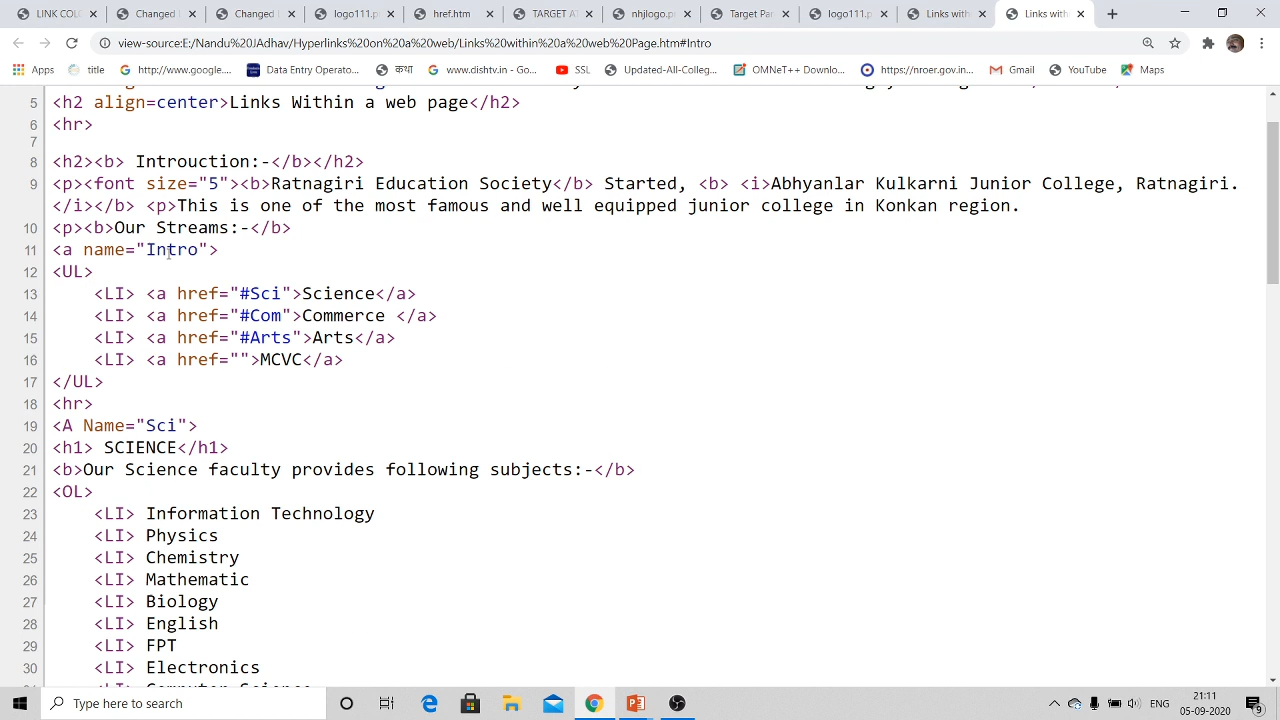 LINK COLO
Changed L
Changed L
logo111.p
href.htm
TARGET AT
nhjlogo.pn
Target Par
logo111.p
Links with
Links with
view-source:E:/Nandu%20JAdhav/Hyperlinks%20on%20a%20web/Links%20within%20a%20web%20Page.htm#Intro
Apps
title
http://www.google....
Data Entry Operato...
कथा
www.dishtv.in - Go...
SSL
Updated-All-Colleg...
OMNeT++ Downlo...
https://nroer.gov....
Gmail
YouTube
Maps
5 <h2 align=center>Links Within a web page</h2>
6 <hr>
7
8 <h2><b> Introuction:-</b></h2>
9 <p><font size="5"><b>Ratnagiri Education Society</b> Started, <b> <i>Abhyanlar Kulkarni Junior College, Ratnagiri.
</i></b> <p>This is one of the most famous and well equipped junior college in Konkan region.
10 <p><b>Our Streams:-</b>
11 <a name="Intro">
12 <UL>
13 <LI> <a href="#Sci">Science</a>
14 <LI> <a href="#Com">Commerce </a>
15 <LI> <a href="#Arts">Arts</a>
16 <LI> <a href="">MCVC</a>
17 </UL>
18 <hr>
19 <A Name="Sci">
20 <h1> SCIENCE</h1>
21 <b>Our Science faculty provides following subjects:-</b>
22 <OL>
23 <LI> Information Technology
24 <LI> Physics
25 <LI> Chemistry
26 <LI> Mathematic
27 <LI> Biology
28 <LI> English
29 <LI> FPT
30 <LI> Electronics
Type here to search
ENG
21:11
05-09-2020
9